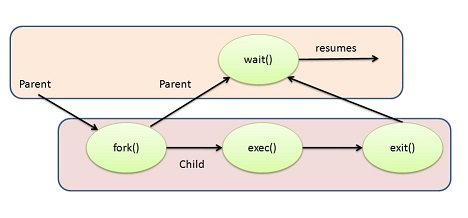 wait()
resumes
Parent
Parent
fork()
exec()
exit()
Child